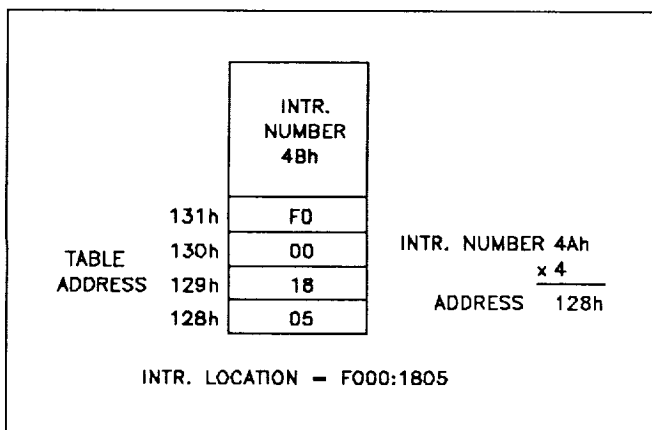 INTR.
NUMBER
4Bh
131h F0
130h 00
129h 18
128h 05
TABLE
ADDRESS
INTR. NUMBER 4Ah
x 4
ADDRESS 128h
INTR. LOCATION – F000:1805